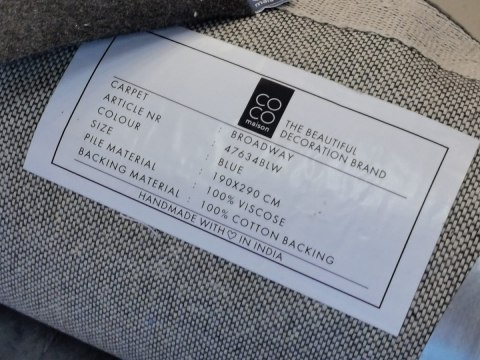 CO
CO
maison
THE BEAUTIFUL
DECORATION BRAND
CARPET : BROADWAY
ARTICLE NR : 47634BLW
COLOUR : BLUE
SIZE : 190X290 CM
PILE MATERIAL : 100% VISCOSE
BACKING MATERIAL : 100% COTTON BACKING
HANDMADE WITH ♡ IN INDIA